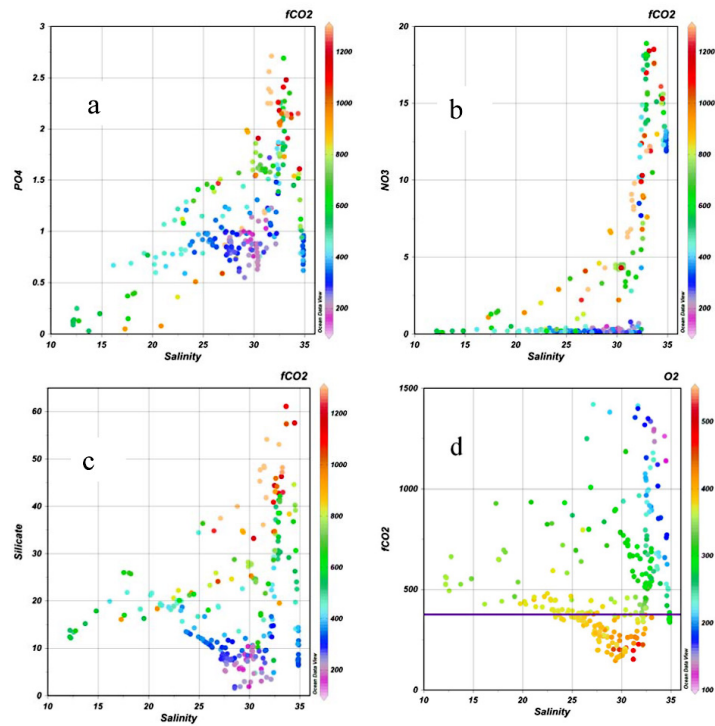 fCO2
3
2.5
2
1.5
1
0.5
0
PO4
a
10 15 20 25 30 35
Salinity
1200
1000
800
600
400
200
Ocean Data View
fCO2
20
15
10
5
0
NO3
b
10 15 20 25 30 35
Salinity
1200
1000
800
600
400
200
Ocean Data View
fCO2
60
50
40
30
20
10
0
Silicate
c
10 15 20 25 30 35
Salinity
1200
1000
800
600
400
200
Ocean Data View
O2
1500
1000
500
0
fCO2
d
10 15 20 25 30 35
Salinity
500
400
300
200
100
Ocean Data View